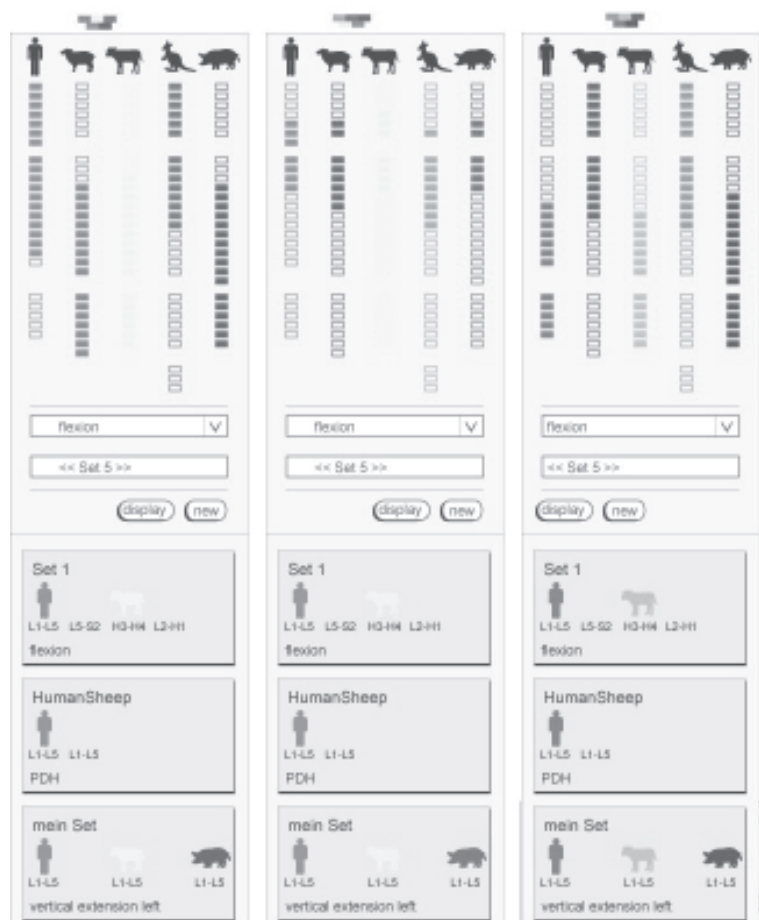 flexion V
<< Set 5 >>
display new
Set 1
L1-L5 L5-S2 H3-H4 L2-H1
flexion
HumanSheep
L1-L5 L1-L5
PDH
mein Set
L1-L5 L1-L5 L1-L5
vertical extension left
flexion V
<< Set 5 >>
display new
Set 1
L1-L5 L5-S2 H3-H4 L2-H1
flexion
HumanSheep
L1-L5 L1-L5
PDH
mein Set
L1-L5 L1-L5 L1-L5
vertical extension left
flexion V
<< Set 5 >>
display new
Set 1
L1-L5 L5-S2 H3-H4 L2-H1
flexion
HumanSheep
L1-L5 L1-L5
PDH
mein Set
L1-L5 L1-L5 L1-L5
vertical extension left